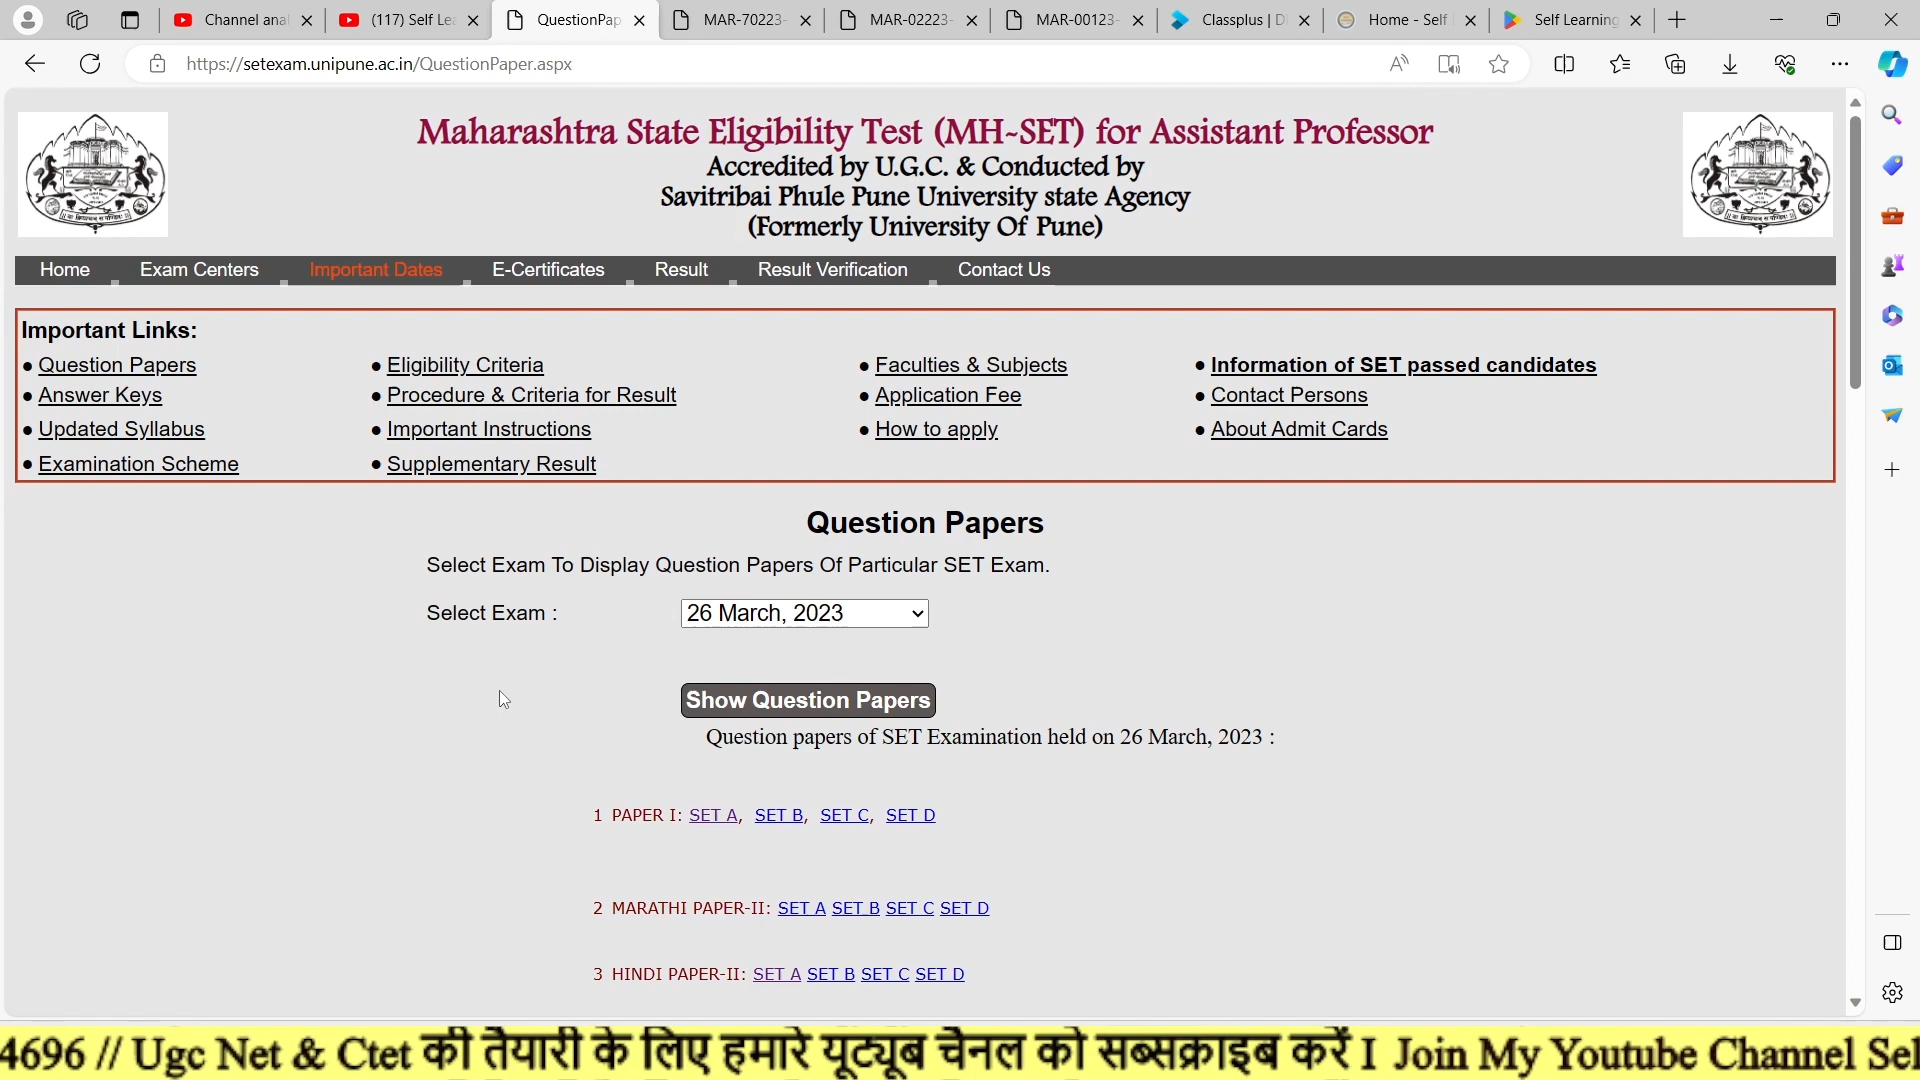 Channel anal
(117) Self Lea
QuestionPap
MAR-70223-
MAR-02223-
MAR-00123-
Classplus | D
Home - Self
Self Learning
https://setexam.unipune.ac.in/QuestionPaper.aspx
Maharashtra State Eligibility Test (MH-SET) for Assistant Professor
Accredited by U.G.C. & Conducted by
Savitribai Phule Pune University state Agency
(Formerly University Of Pune)
Home Exam Centers Important Dates E-Certificates Result Result Verification Contact Us
Important Links:
• Question Papers • Eligibility Criteria • Faculties & Subjects • Information of SET passed candidates
• Answer Keys • Procedure & Criteria for Result • Application Fee • Contact Persons
• Updated Syllabus • Important Instructions • How to apply • About Admit Cards
• Examination Scheme • Supplementary Result
Question Papers
Select Exam To Display Question Papers Of Particular SET Exam.
Select Exam : 26 March, 2023
Show Question Papers
Question papers of SET Examination held on 26 March, 2023 :
1 PAPER I: SET A, SET B, SET C, SET D
2 MARATHI PAPER-II: SET A SET B SET C SET D
3 HINDI PAPER-II: SET A SET B SET C SET D
4696 // Ugc Net & Ctet की तैयारी के लिए हमारे यूट्यूब चैनल को सब्सक्राइब करें I Join My Youtube Channel Sel